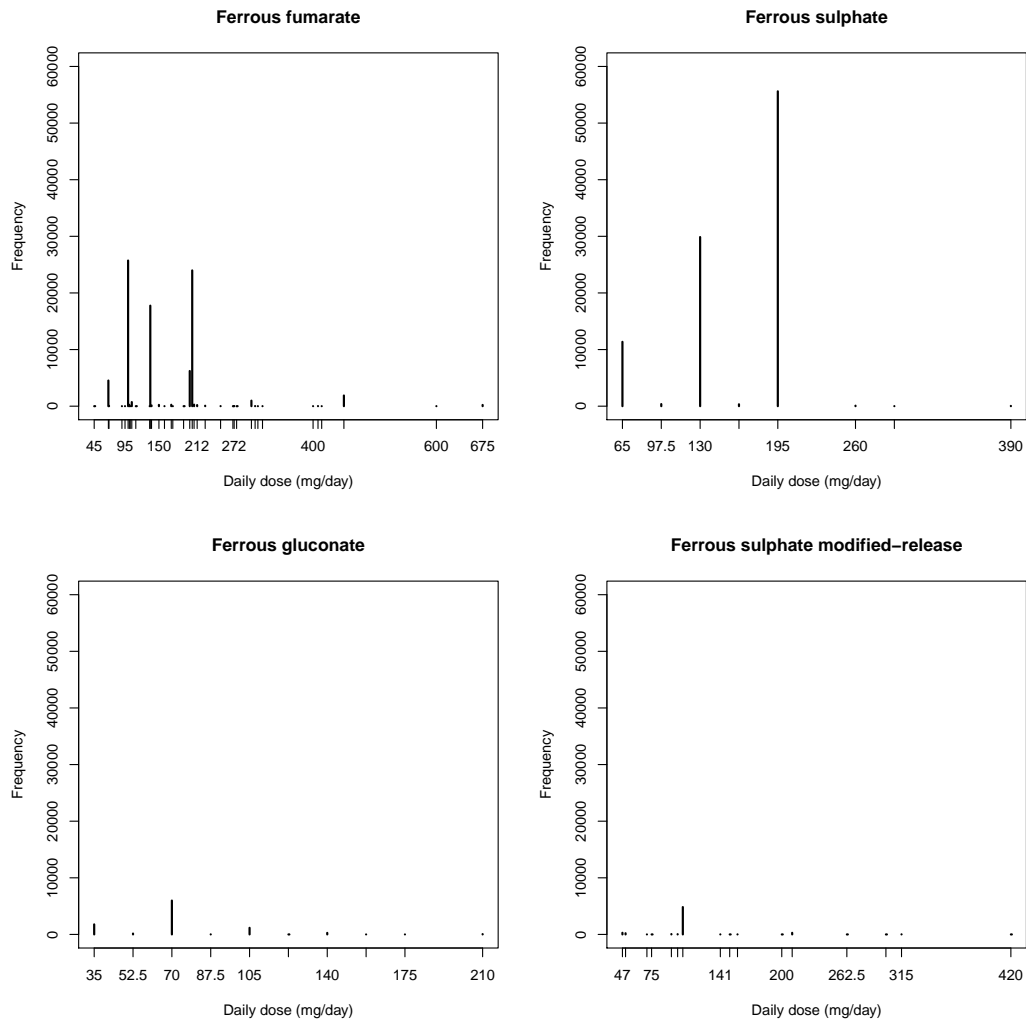 Ferrous fumarate
Frequency
0 10000 20000 30000 40000 50000 60000
45 95 150 212 272 400 600 675
Daily dose (mg/day)
Ferrous sulphate
Frequency
0 10000 20000 30000 40000 50000 60000
65 97.5 130 195 260 390
Daily dose (mg/day)
Ferrous gluconate
Frequency
0 10000 20000 30000 40000 50000 60000
35 52.5 70 87.5 105 140 175 210
Daily dose (mg/day)
Ferrous sulphate modified−release
Frequency
0 10000 20000 30000 40000 50000 60000
47 75 141 200 262.5 315 420
Daily dose (mg/day)